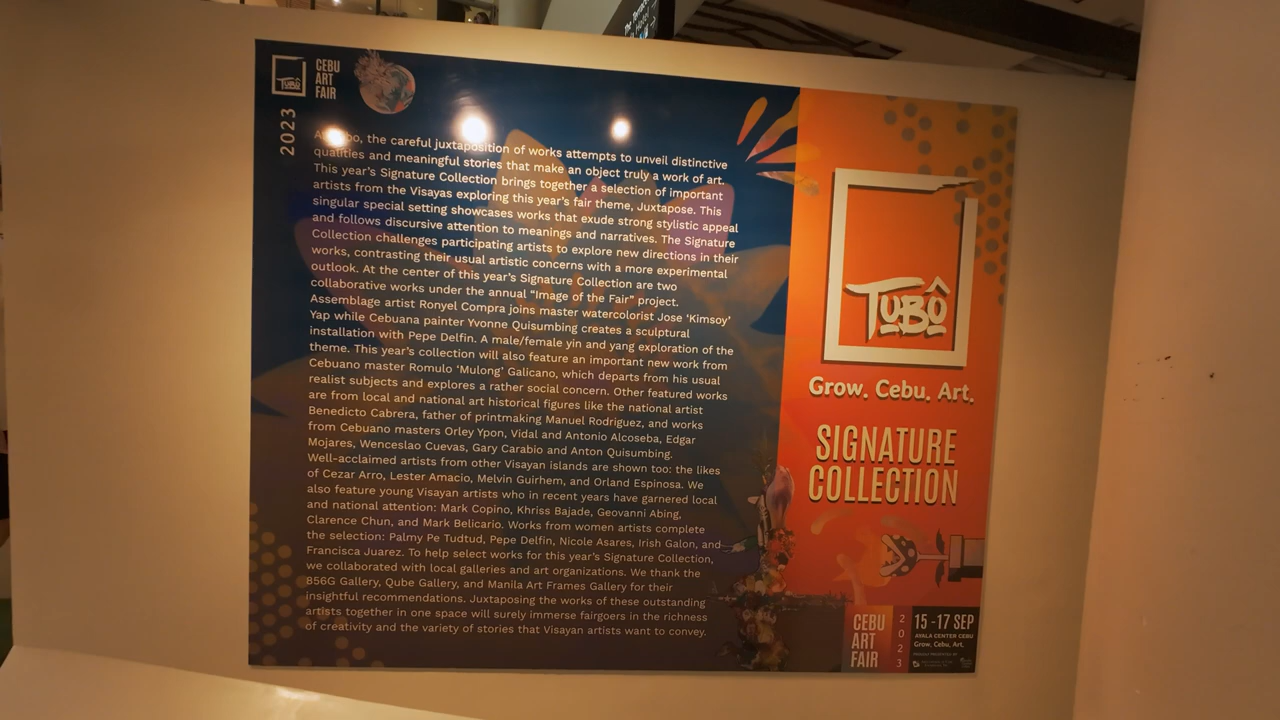 TUBÔ
CEBU
ART
FAIR
2023
the careful juxtaposition of works attempts to unveil distinctive
qualities and meaningful stories that make an object truly a work of art.
This year's Signature Collection brings together a selection of important
artists from the Visayas exploring this year's fair theme, Juxtapose. This
singular special setting showcases works that exude strong stylistic appeal
and follows discursive attention to meanings and narratives. The Signature
Collection challenges participating artists to explore new directions in their
works, contrasting their usual artistic concerns with a more experimental
outlook. At the center of this year's Signature Collection are two
collaborative works under the annual "Image of the Fair" project.
Assemblage artist Ronyel Compra joins master watercolorist Jose 'Kimsoy'
Yap while Cebuana painter Yvonne Quisumbing creates a sculptural
installation with Pepe Delfin. A male/female yin and yang exploration of the
theme. This year's collection will also feature an important new work from
Cebuano master Romulo 'Mulong' Galicano, which departs from his usual
realist subjects and explores a rather social concern. Other featured works
are from local and national art historical figures like the national artist
Benedicto Cabrera, father of printmaking Manuel Rodriguez, and works
from Cebuano masters Orley Ypon, Vidal and Antonio Alcoseba, Edgar
Mojares, Wenceslao Cuevas, Gary Carabio and Anton Quisumbing.
Well-acclaimed artists from other Visayan islands are shown too: the likes
of Cezar Arro, Lester Amacio, Melvin Guirhem, and Orland Espinosa. We
also feature young Visayan artists who in recent years have garnered local
and national attention: Mark Copino, Khriss Bajade, Geovanni Abing,
Clarence Chun, and Mark Belicario. Works from women artists complete
the selection: Palmy Pe Tudtud, Pepe Delfin, Nicole Asares, Irish Galon, and
Francisca Juarez. To help select works for this year's Signature Collection,
we collaborated with local galleries and art organizations. We thank the
856G Gallery, Qube Gallery, and Manila Art Frames Gallery for their
insightful recommendations. Juxtaposing the works of these outstanding
artists together in one space will surely immerse fairgoers in the richness
of creativity and the variety of stories that Visayan artists want to convey.
TUBÔ
Grow. Cebu. Art.
SIGNATURE
COLLECTION
CEBU
ART
FAIR
2023
15 -17 SEP
AYALA CENTER CEBU
Grow. Cebu. Art.